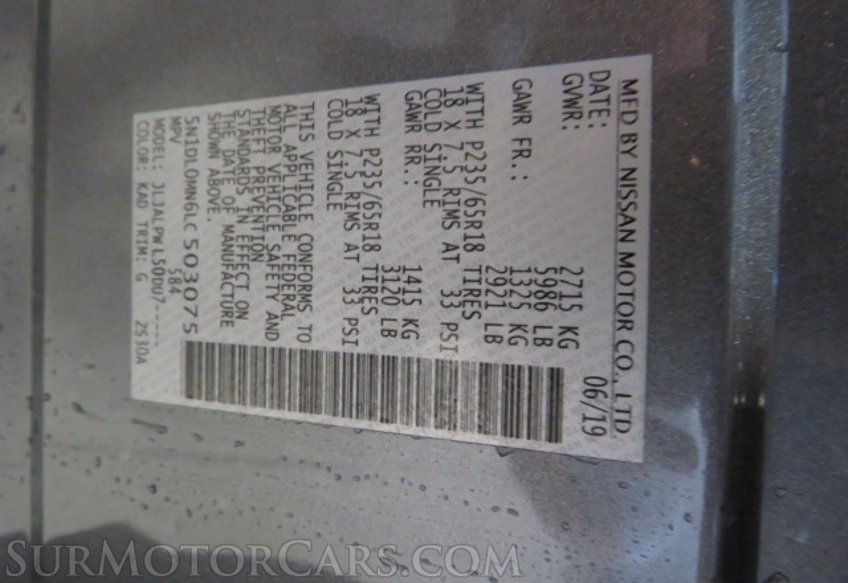 MFD BY NISSAN MOTOR CO., LTD.
DATE: 06/19
GVWR: 2715 KG
5986 LB
GAWR FR.: 1325 KG
2921 LB
WITH P235/65R18 TIRES
18 X 7.5 RIMS AT 33 PSI
COLD SINGLE
GAWR RR.: 1415 KG
3120 LB
WITH P235/65R18 TIRES
18 X 7.5 RIMS AT 33 PSI
COLD SINGLE
THIS VEHICLE CONFORMS TO
ALL APPLICABLE FEDERAL
MOTOR VEHICLE SAFETY AND
THEFT PREVENTION
STANDARDS IN EFFECT ON
THE DATE OF MANUFACTURE
SHOWN ABOVE.
5N1DL0MNGLC503075
MPV 584
MODEL: JL3ALPWL50DU7----
COLOR: KAD TRIM: G 2S30A
SURMOTORCARS.COM